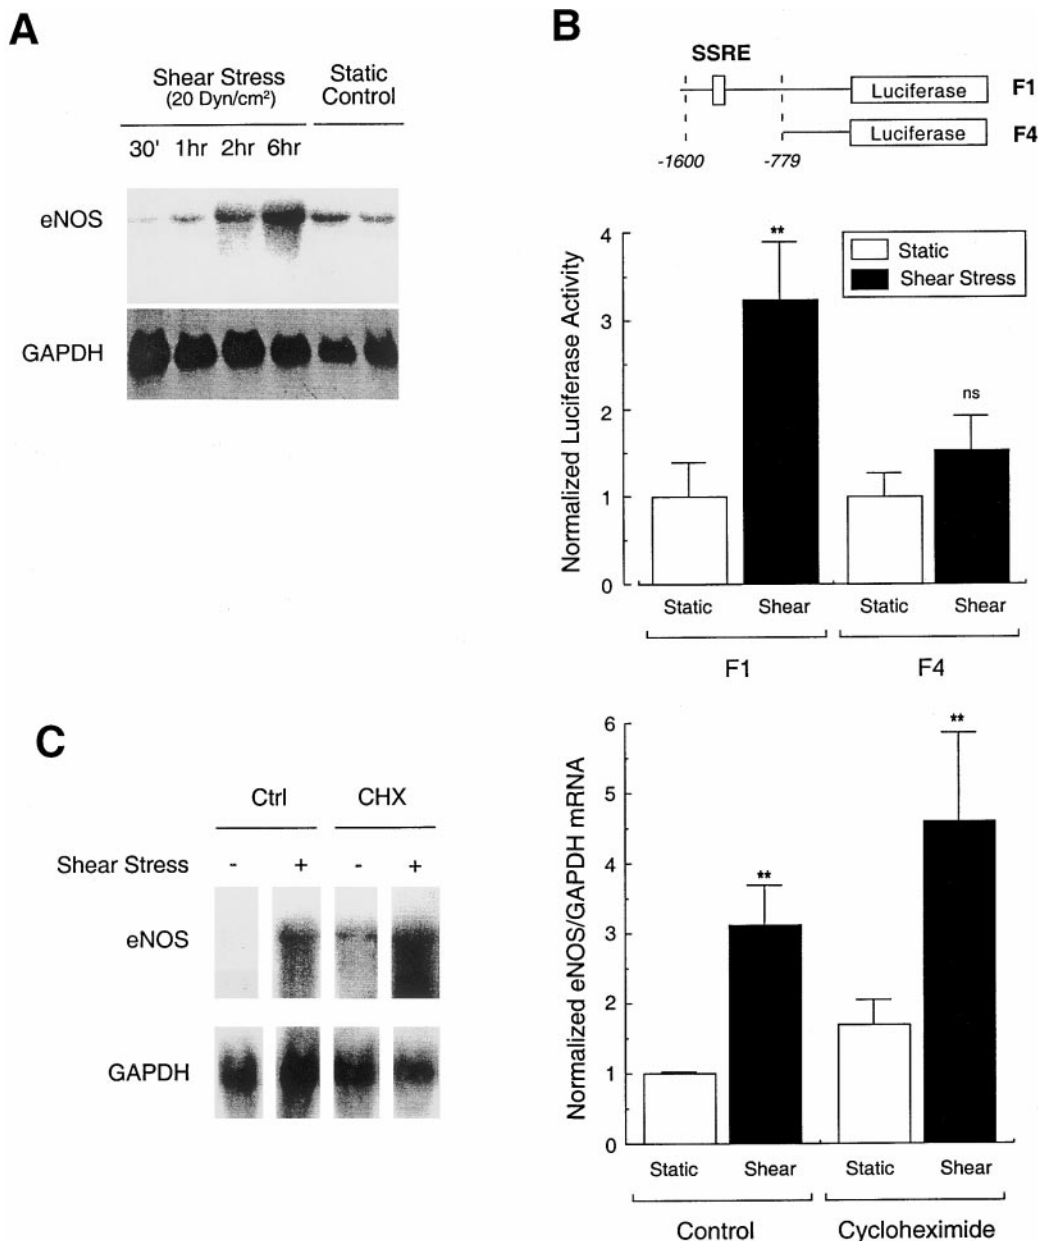 A
Shear Stress
(20 Dyn/cm²)
Static
Control
30' 1hr 2hr 6hr
eNOS
GAPDH
B
SSRE
Luciferase F1
Luciferase F4
-1600 -779
Normalized Luciferase Activity
4
3
2
1
0
**
ns
Static
Shear Stress
Static Shear Static Shear
F1 F4
C
Ctrl CHX
Shear Stress - + - +
eNOS
GAPDH
Normalized eNOS/GAPDH mRNA
6
5
4
3
2
1
0
**
**
Static Shear Static Shear
Control Cycloheximide